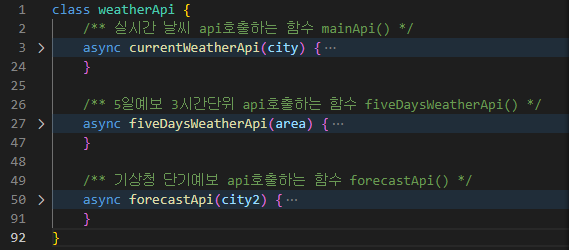 1 class weatherApi {
2 /** 실시간 날씨 api호출하는 함수 mainApi() */
3 > async currentWeatherApi(city) { ···
24 }
25
26 /** 5일예보 3시간단위 api호출하는 함수 fiveDaysWeatherApi() */
27 > async fiveDaysWeatherApi(area) { ···
47 }
48
49 /** 기상청 단기예보 api호출하는 함수 forecastApi() */
50 > async forecastApi(city2) { ···
91 }
92 }